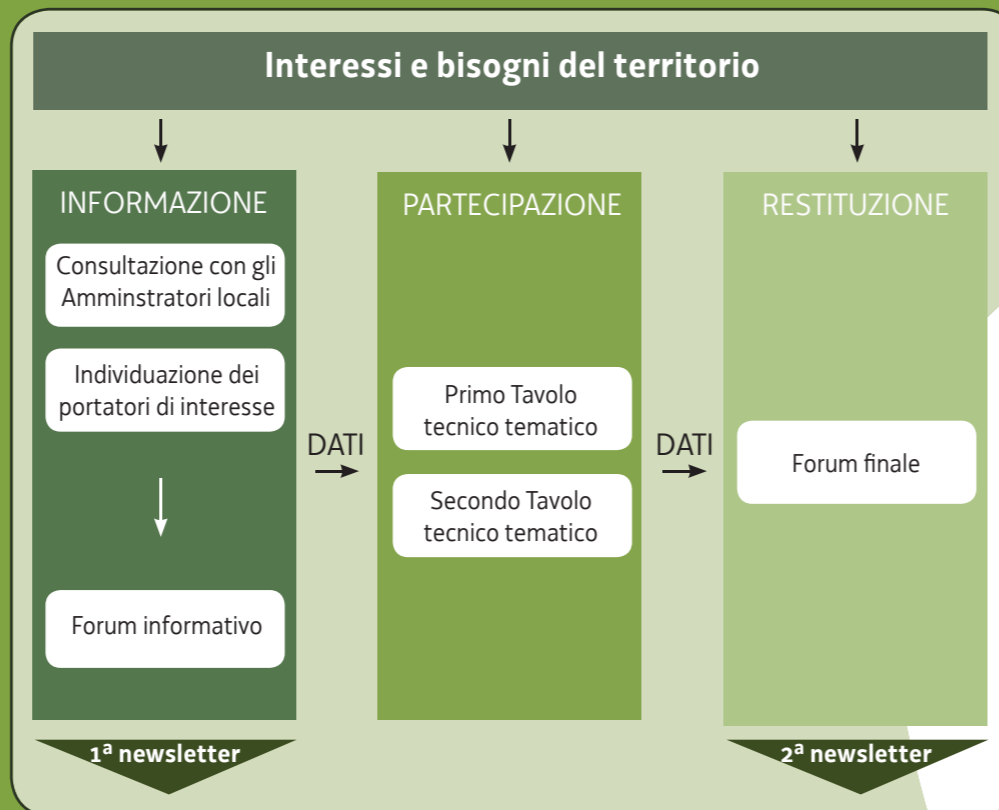 Interessi e bisogni del territorio
INFORMAZIONE
Consultazione con gli
Amminstratori locali
Individuazione dei
portatori di interesse
Forum informativo
1ª newsletter
DATI
PARTECIPAZIONE
Primo Tavolo
tecnico tematico
Secondo Tavolo
tecnico tematico
DATI
RESTITUZIONE
Forum finale
2ª newsletter